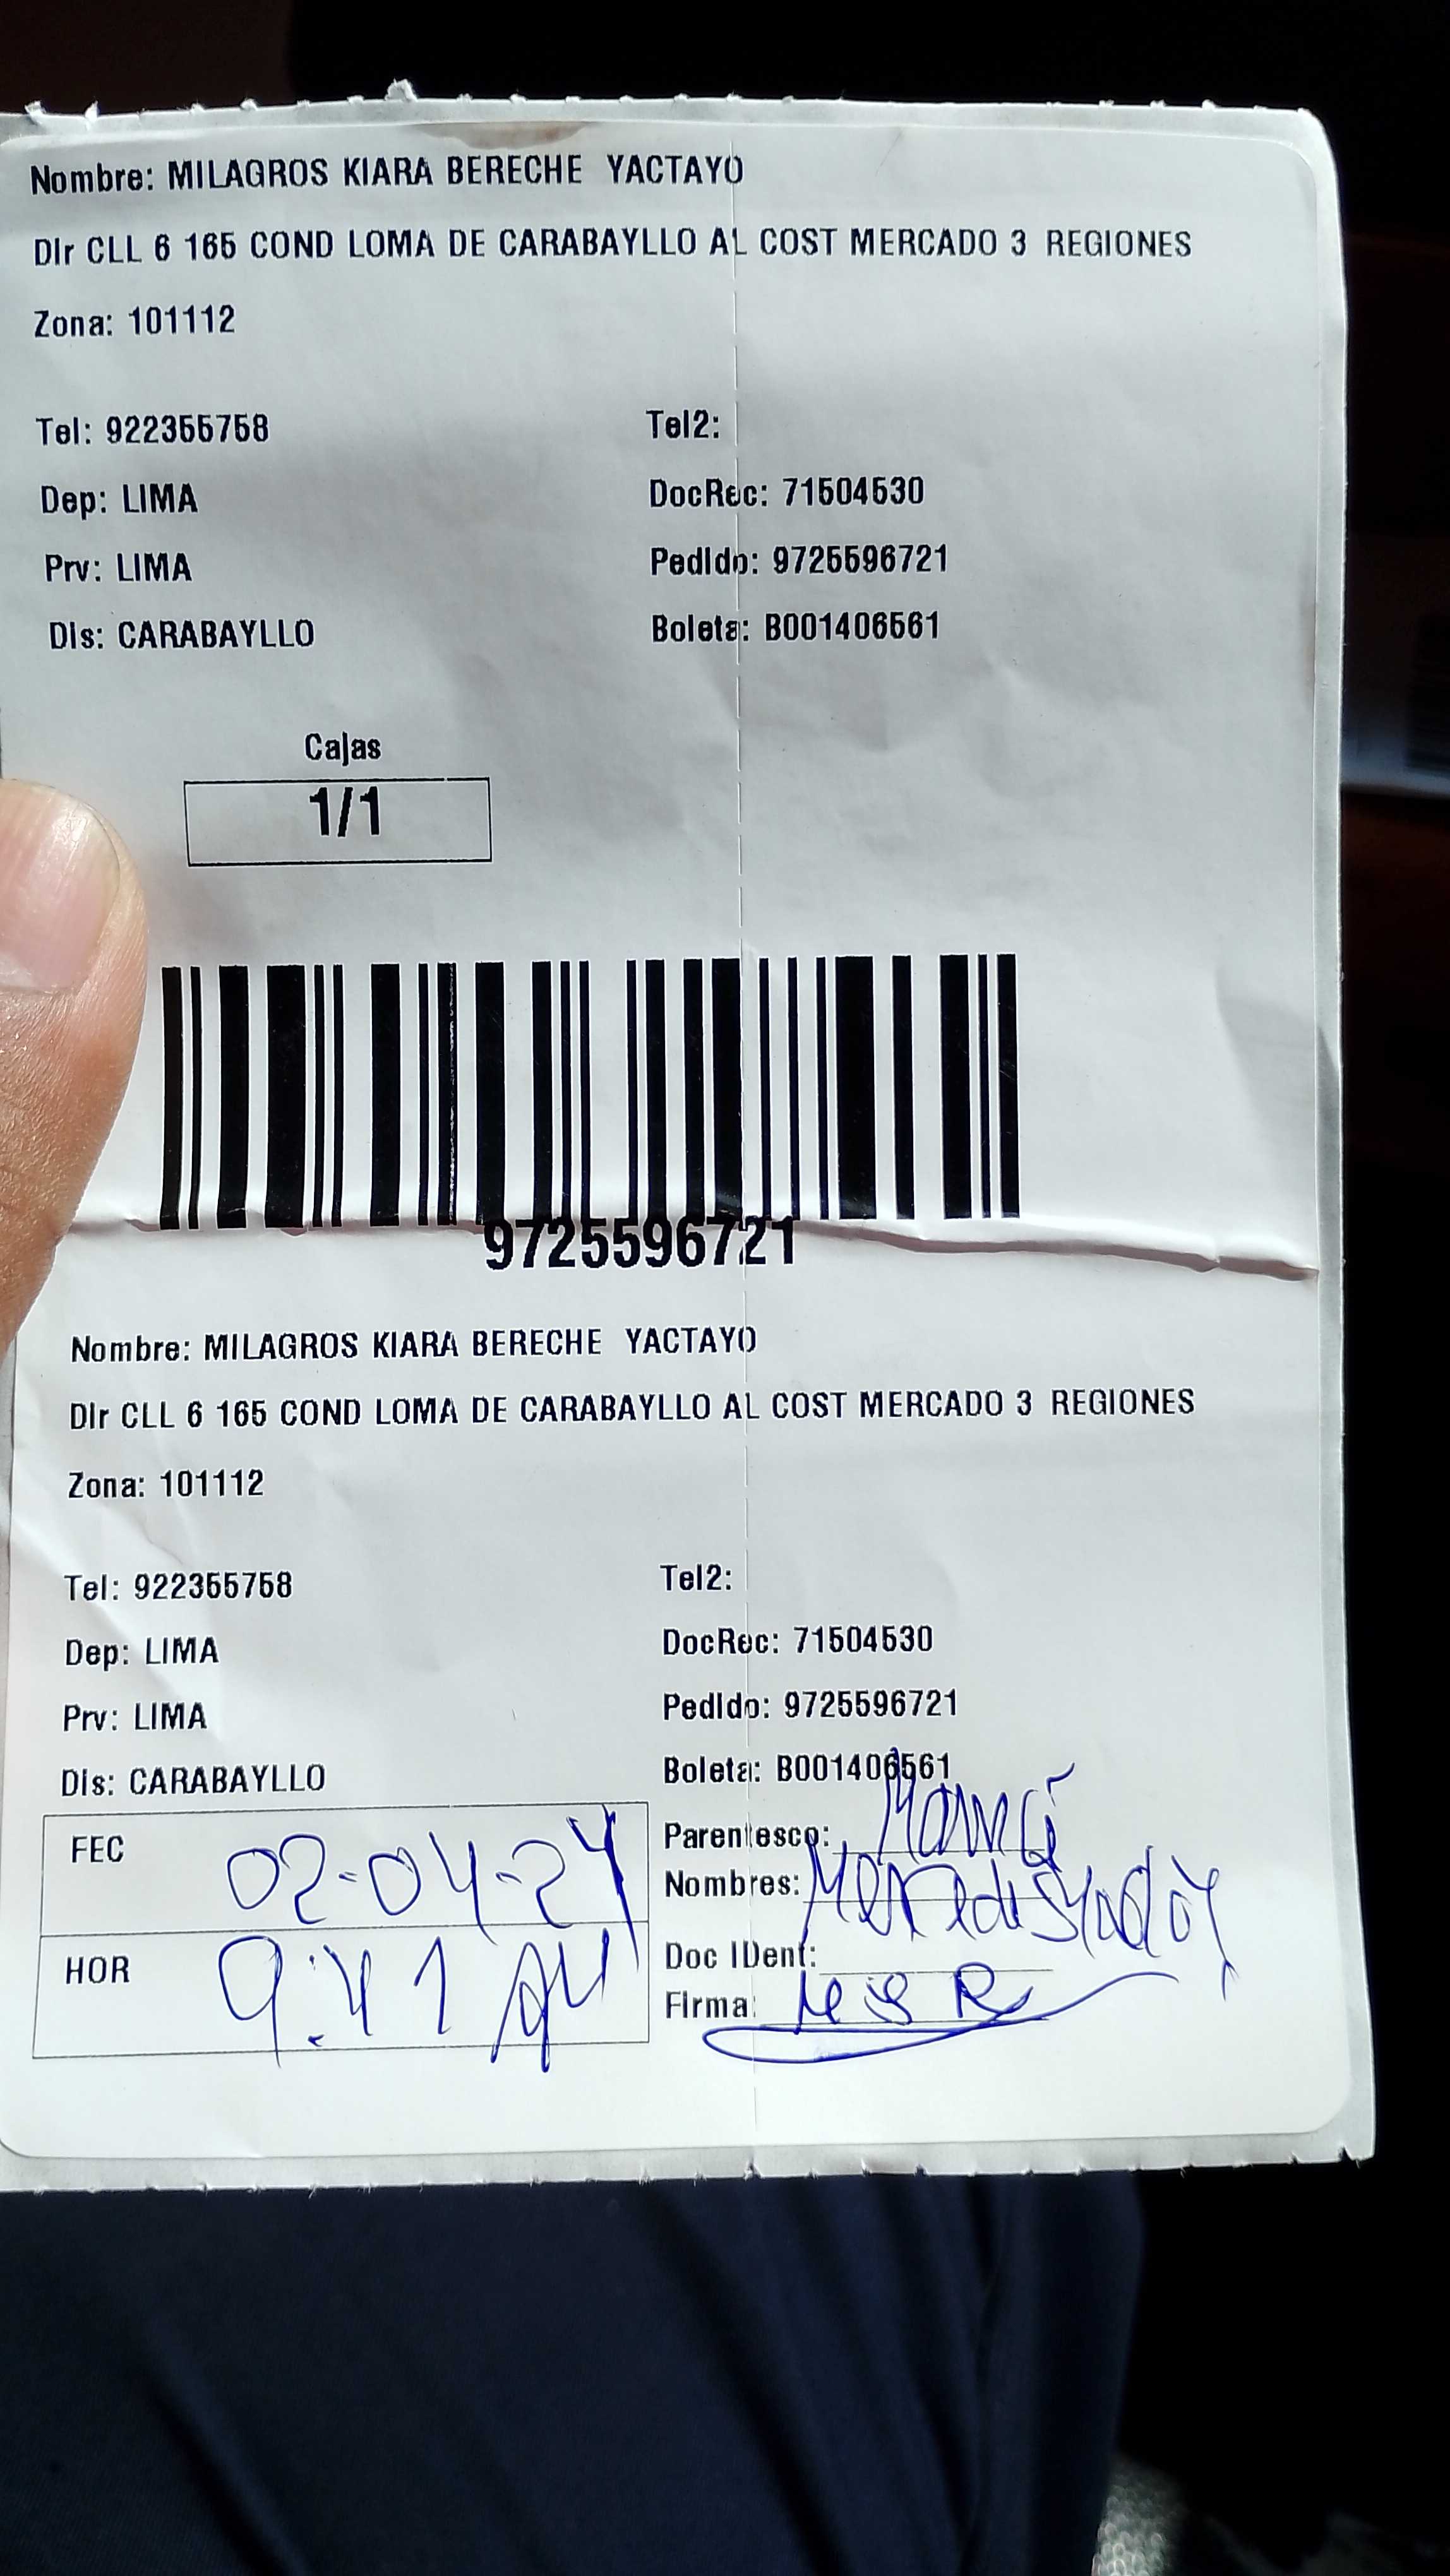 Nombre: MILAGROS KIARA BERECHE YACTAYO
Dir CLL 6 165 COND LOMA DE CARABAYLLO AL COST MERCADO 3 REGIONES
Zona: 101112
Tel: 922355758 Tel2:
Dep: LIMA DocRec: 71504530
Prv: LIMA Pedido: 9725596721
Dis: CARABAYLLO Boleta: B001406561
Cajas
1/1
9725596721
Nombre: MILAGROS KIARA BERECHE YACTAYO
Dir CLL 6 165 COND LOMA DE CARABAYLLO AL COST MERCADO 3 REGIONES
Zona: 101112
Tel: 922355758 Tel2:
Dep: LIMA DocRec: 71504530
Prv: LIMA Pedido: 9725596721
Dis: CARABAYLLO Boleta: B001406561
FEC 02-04-24 Parentesco: Mamá
Nombres:
HOR 9:41 AM Doc IDent:
Firma: